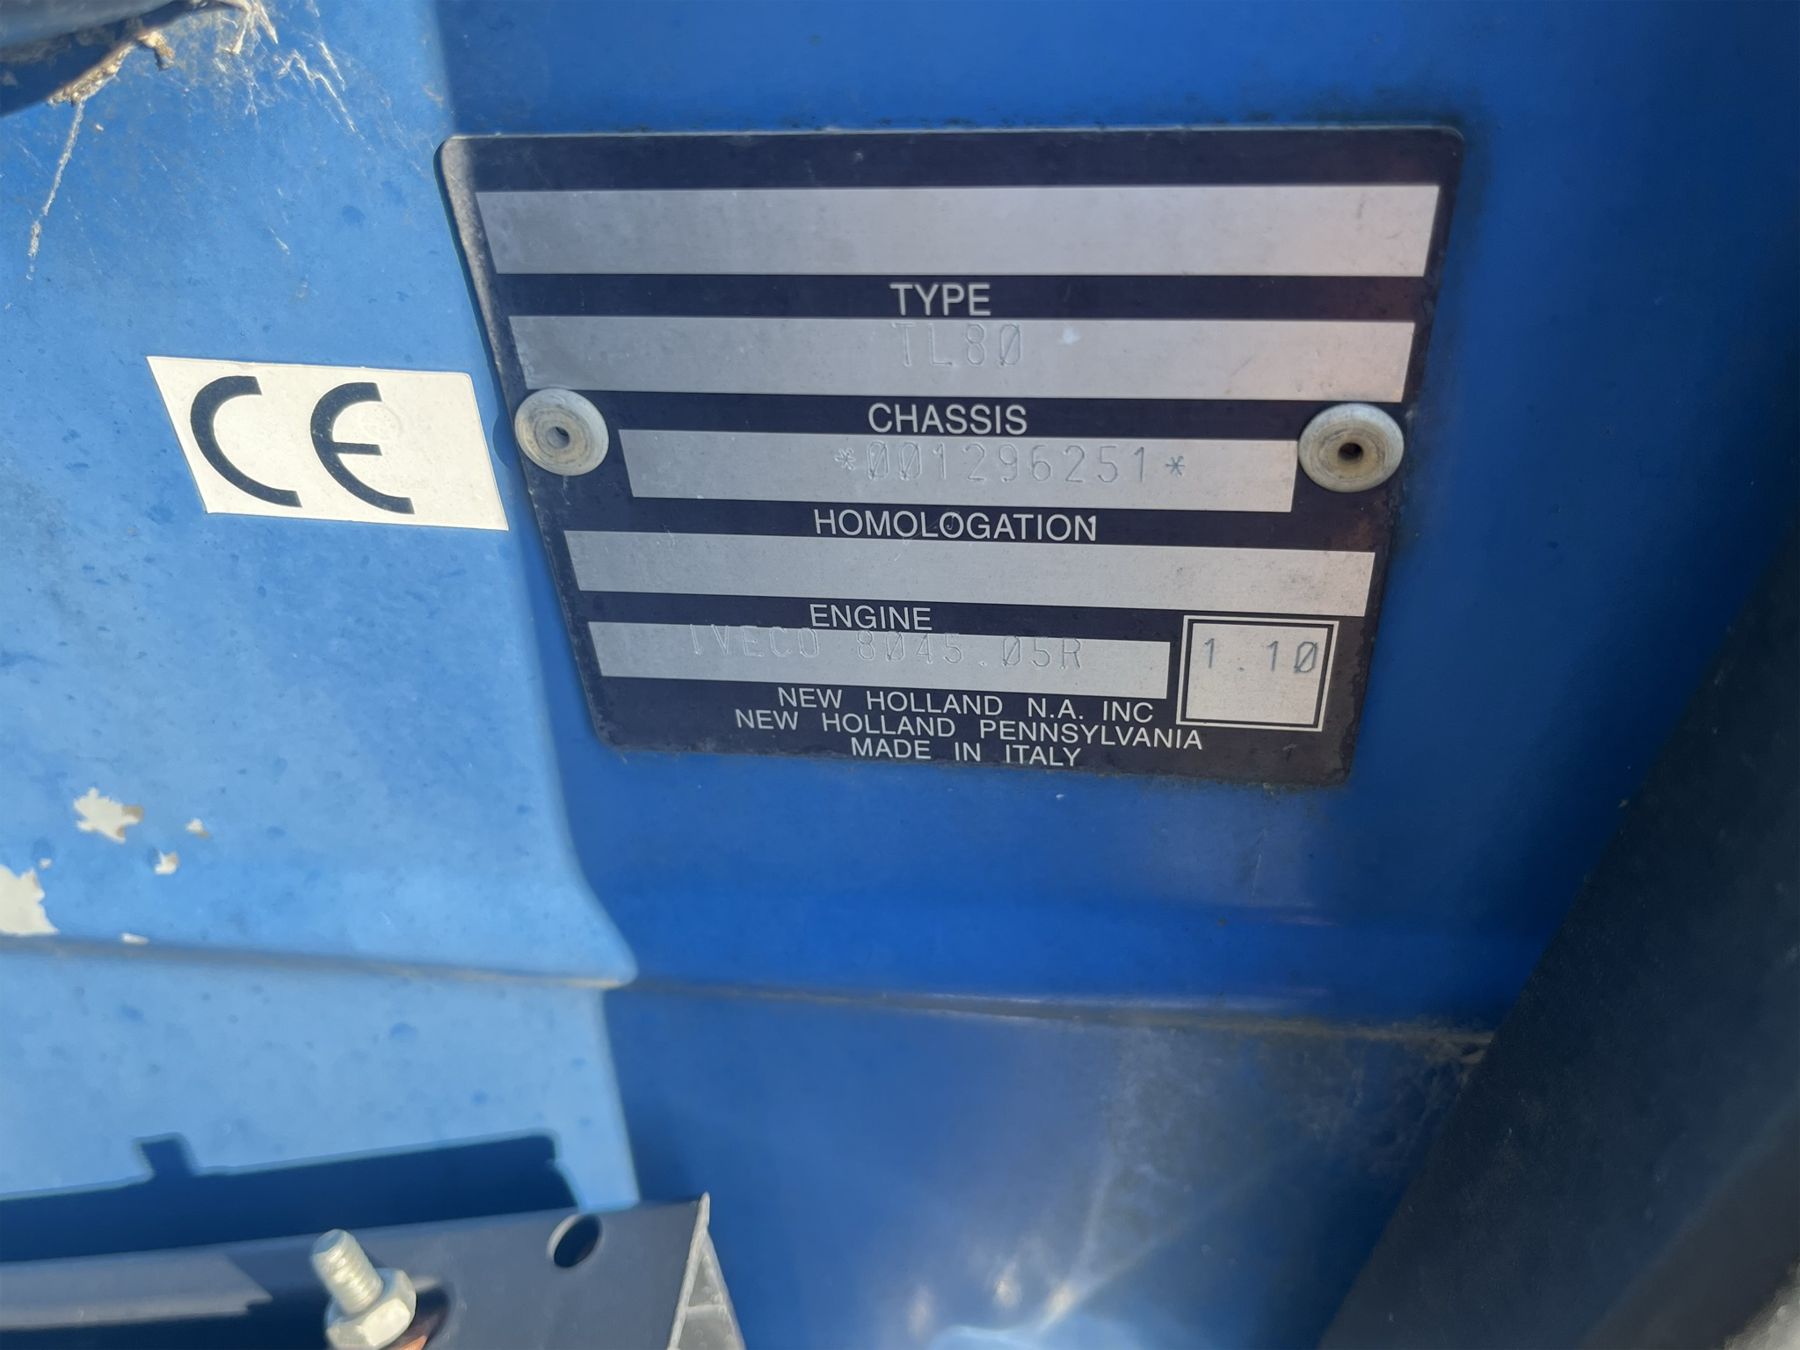 CE
TYPE
TL80
CHASSIS
*001296251*
HOMOLOGATION
ENGINE
IVECO 8045.05R
1.10
NEW HOLLAND N.A. INC
NEW HOLLAND PENNSYLVANIA
MADE IN ITALY